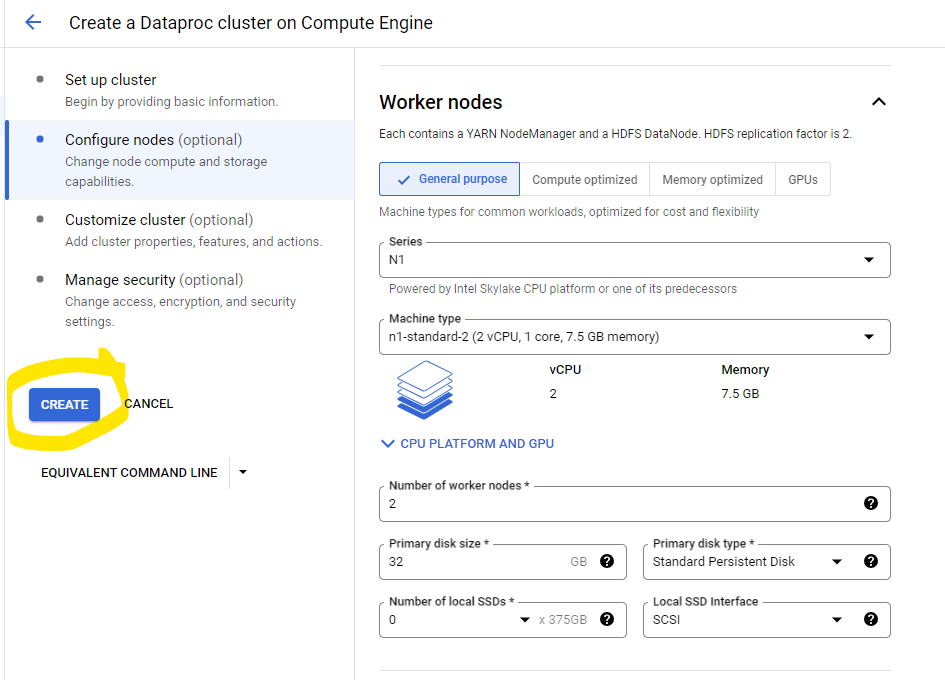 Create a Dataproc cluster on Compute Engine
Set up cluster
Begin by providing basic information.
Configure nodes (optional)
Change node compute and storage
capabilities.
Customize cluster (optional)
Add cluster properties, features, and actions.
Manage security (optional)
Change access, encryption, and security
settings.
CREATE
CANCEL
EQUIVALENT COMMAND LINE
Worker nodes
Each contains a YARN NodeManager and a HDFS DataNode. HDFS replication factor is 2.
General purpose
Compute optimized
Memory optimized
GPUs
Machine types for common workloads, optimized for cost and flexibility
Series
N1
Powered by Intel Skylake CPU platform or one of its predecessors
Machine type
n1-standard-2 (2 vCPU, 1 core, 7.5 GB memory)
vCPU
2
Memory
7.5 GB
CPU PLATFORM AND GPU
Number of worker nodes *
2
Primary disk size *
32 GB
Primary disk type *
Standard Persistent Disk
Number of local SSDs *
0 x 375GB
Local SSD Interface
SCSI